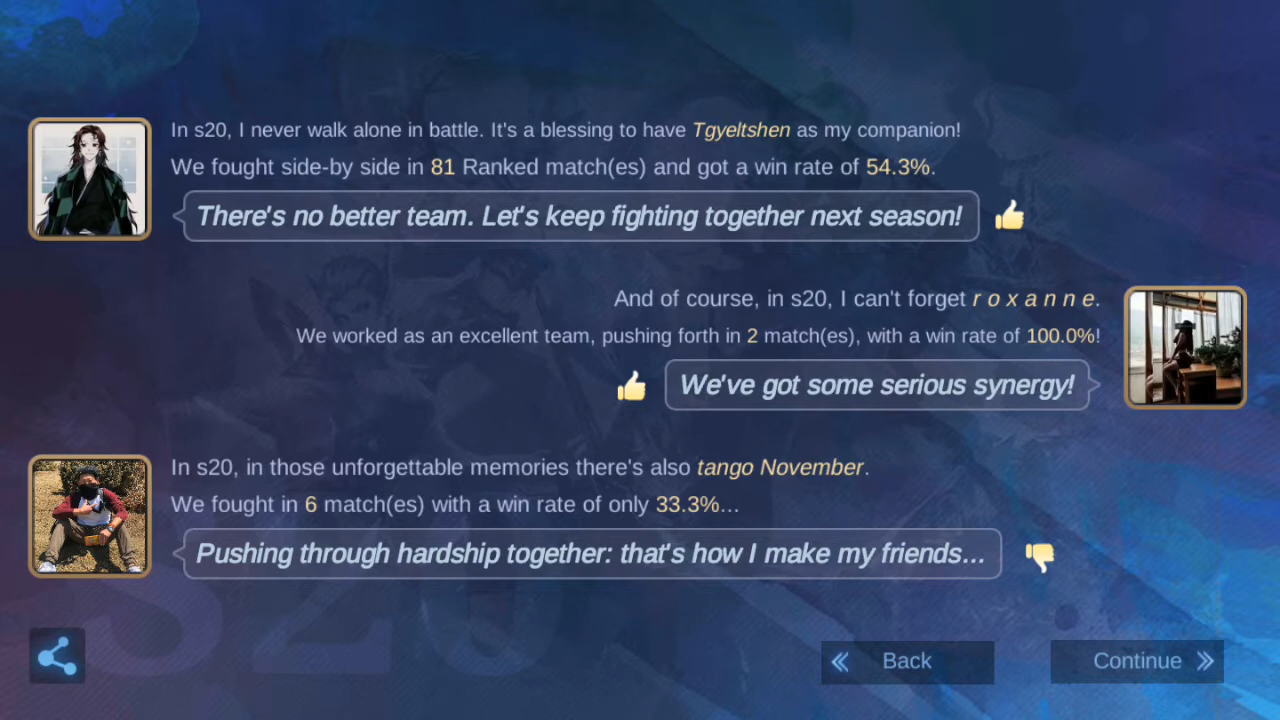 In s20, I never walk alone in battle. It's a blessing to have Tgyeltshen as my companion!
We fought side-by side in 81 Ranked match(es) and got a win rate of 54.3%.
There's no better team. Let's keep fighting together next season!
And of course, in s20, I can't forget r o x a n n e.
We worked as an excellent team, pushing forth in 2 match(es), with a win rate of 100.0%!
We've got some serious synergy!
In s20, in those unforgettable memories there's also tango November.
We fought in 6 match(es) with a win rate of only 33.3%...
Pushing through hardship together: that's how I make my friends...
S20
Back
Continue